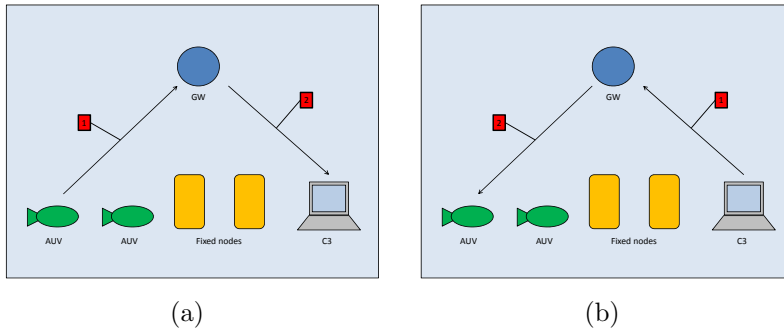 GW
1
2
AUV
AUV
Fixed nodes
C3
(a)
GW
1
2
AUV
AUV
Fixed nodes
C3
(b)